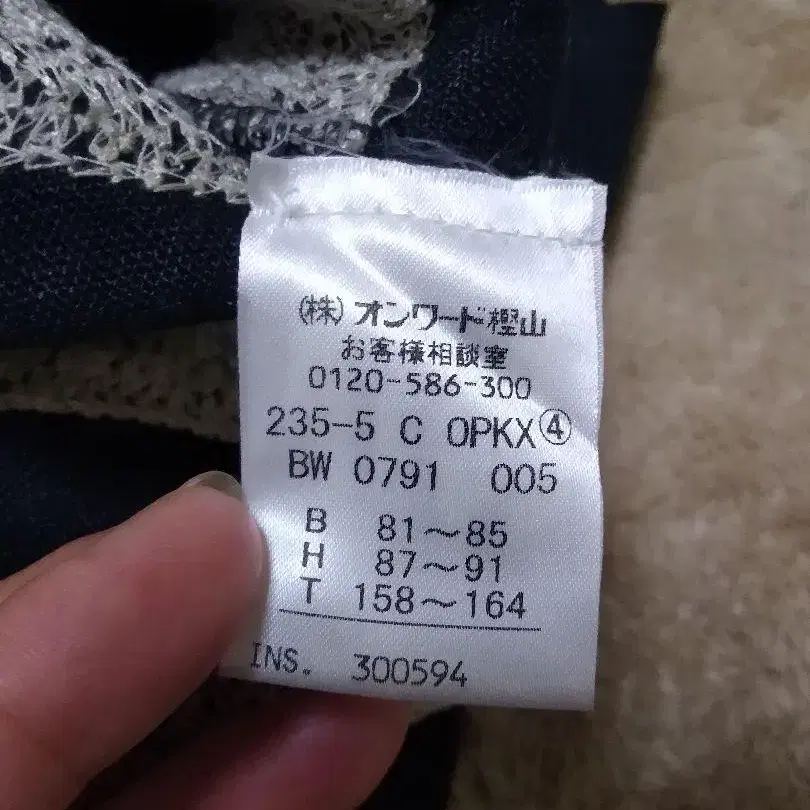 (株)オンワード樫山
お客様相談室
0120-586-300
235-5 C OPKX④
BW 0791 005
B 81~85
H 87~91
T 158~164
INS. 300594